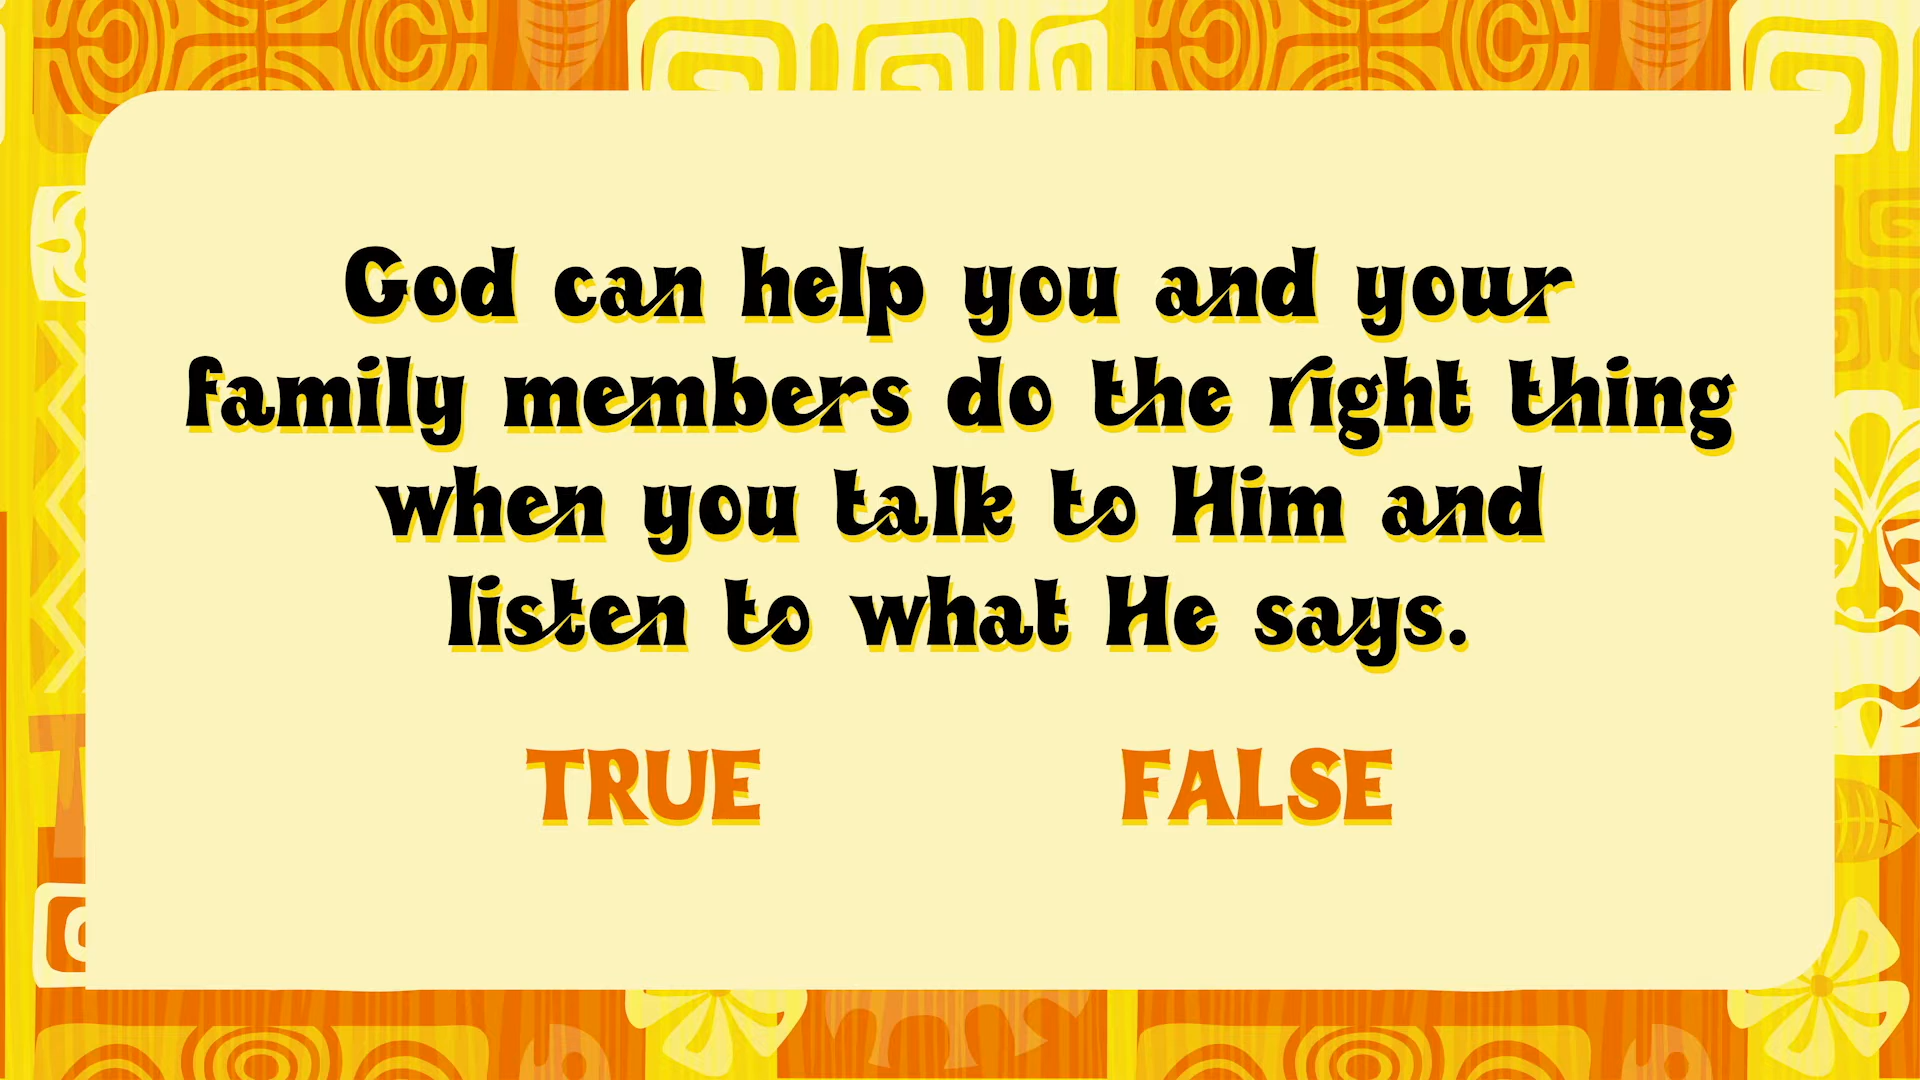 God can help you and your
family members do the right thing
when you talk to Him and
listen to what He says.
TRUE FALSE